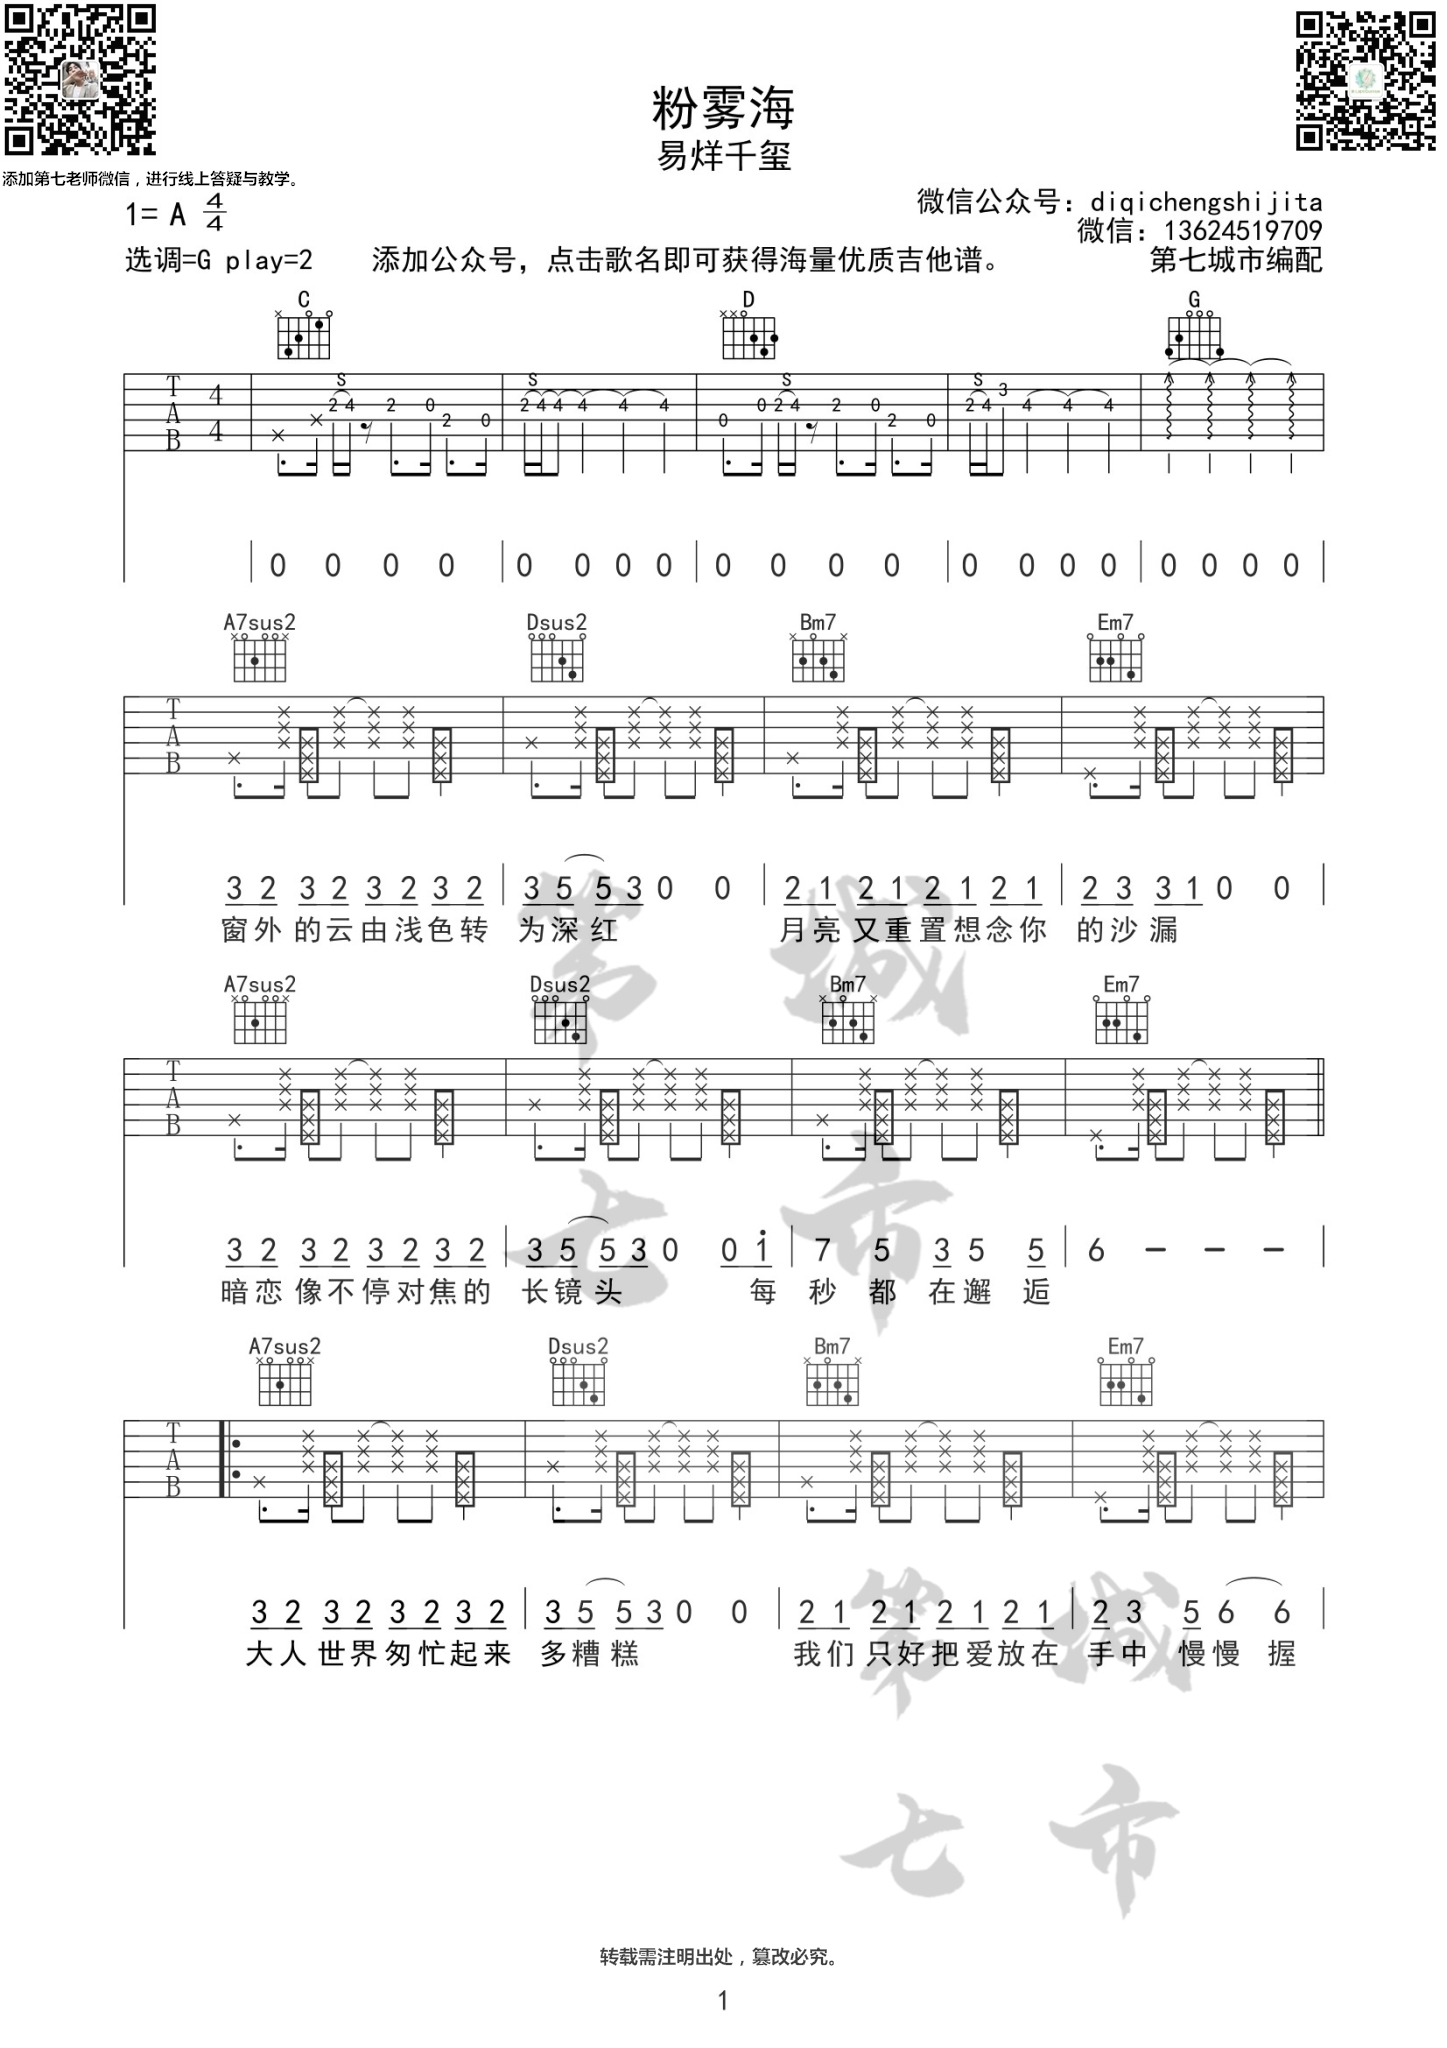 粉雾海
易烊千玺
添加第七老师微信，进行线上答疑与教学。
1= A 4/4
微信公众号：diqichengshijita
微信：13624519709
选调=G play=2 添加公众号，点击歌名即可获得海量优质吉他谱。 第七城市编配
C D G
S S S S
T A B 4 4
2 4 2 0 2 0 2 4 4 4 4 4 0 0 2 4 2 0 2 0 2 4 3 4 4 4
0 0 0 0 0 0 0 0 0 0 0 0 0 0 0 0 0 0 0 0
A7sus2 Dsus2 Bm7 Em7
T A B
3 2 3 2 3 2 3 2 3 5 5 3 0 0 2 1 2 1 2 1 2 1 2 3 3 1 0 0
窗外 的云由浅色转 为深红 月亮 又重置想念你 的沙漏
A7sus2 Dsus2 Bm7 Em7
T A B
3 2 3 2 3 2 3 2 3 5 5 3 0 0 1 7 5 3 5 5 6 - - -
暗恋 像不停对焦的 长镜头 每 秒 都 在邂 逅
A7sus2 Dsus2 Bm7 Em7
T A B
3 2 3 2 3 2 3 2 3 5 5 3 0 0 2 1 2 1 2 1 2 1 2 3 5 6 6
大人 世界匆忙起来 多糟糕 我们 只好把爱放在 手中 慢慢 握
第 城
七 市
第 城
七 市
转载需注明出处，篡改必究。
1